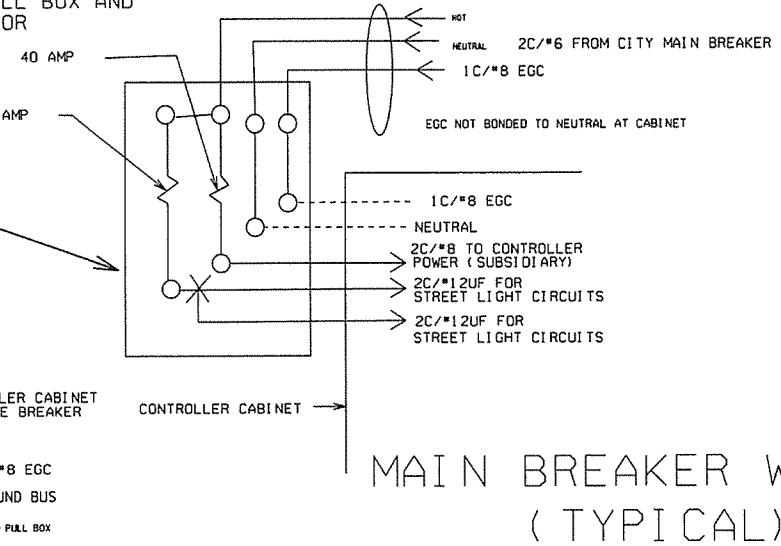 LL BOX AND
OR
HOT
NEUTRAL 2C/#6 FROM CITY MAIN BREAKER
40 AMP
1C/#8 EGC
AMP
EGC NOT BONDED TO NEUTRAL AT CABINET
1C/#8 EGC
NEUTRAL
2C/#8 TO CONTROLLER
POWER (SUBSIDIARY)
2C/#12UF FOR
STREET LIGHT CIRCUITS
2C/#12UF FOR
STREET LIGHT CIRCUITS
LER CABINET
E BREAKER
CONTROLLER CABINET
#8 EGC
UND BUS
PULL BOX
MAIN BREAKER W
(TYPICAL)